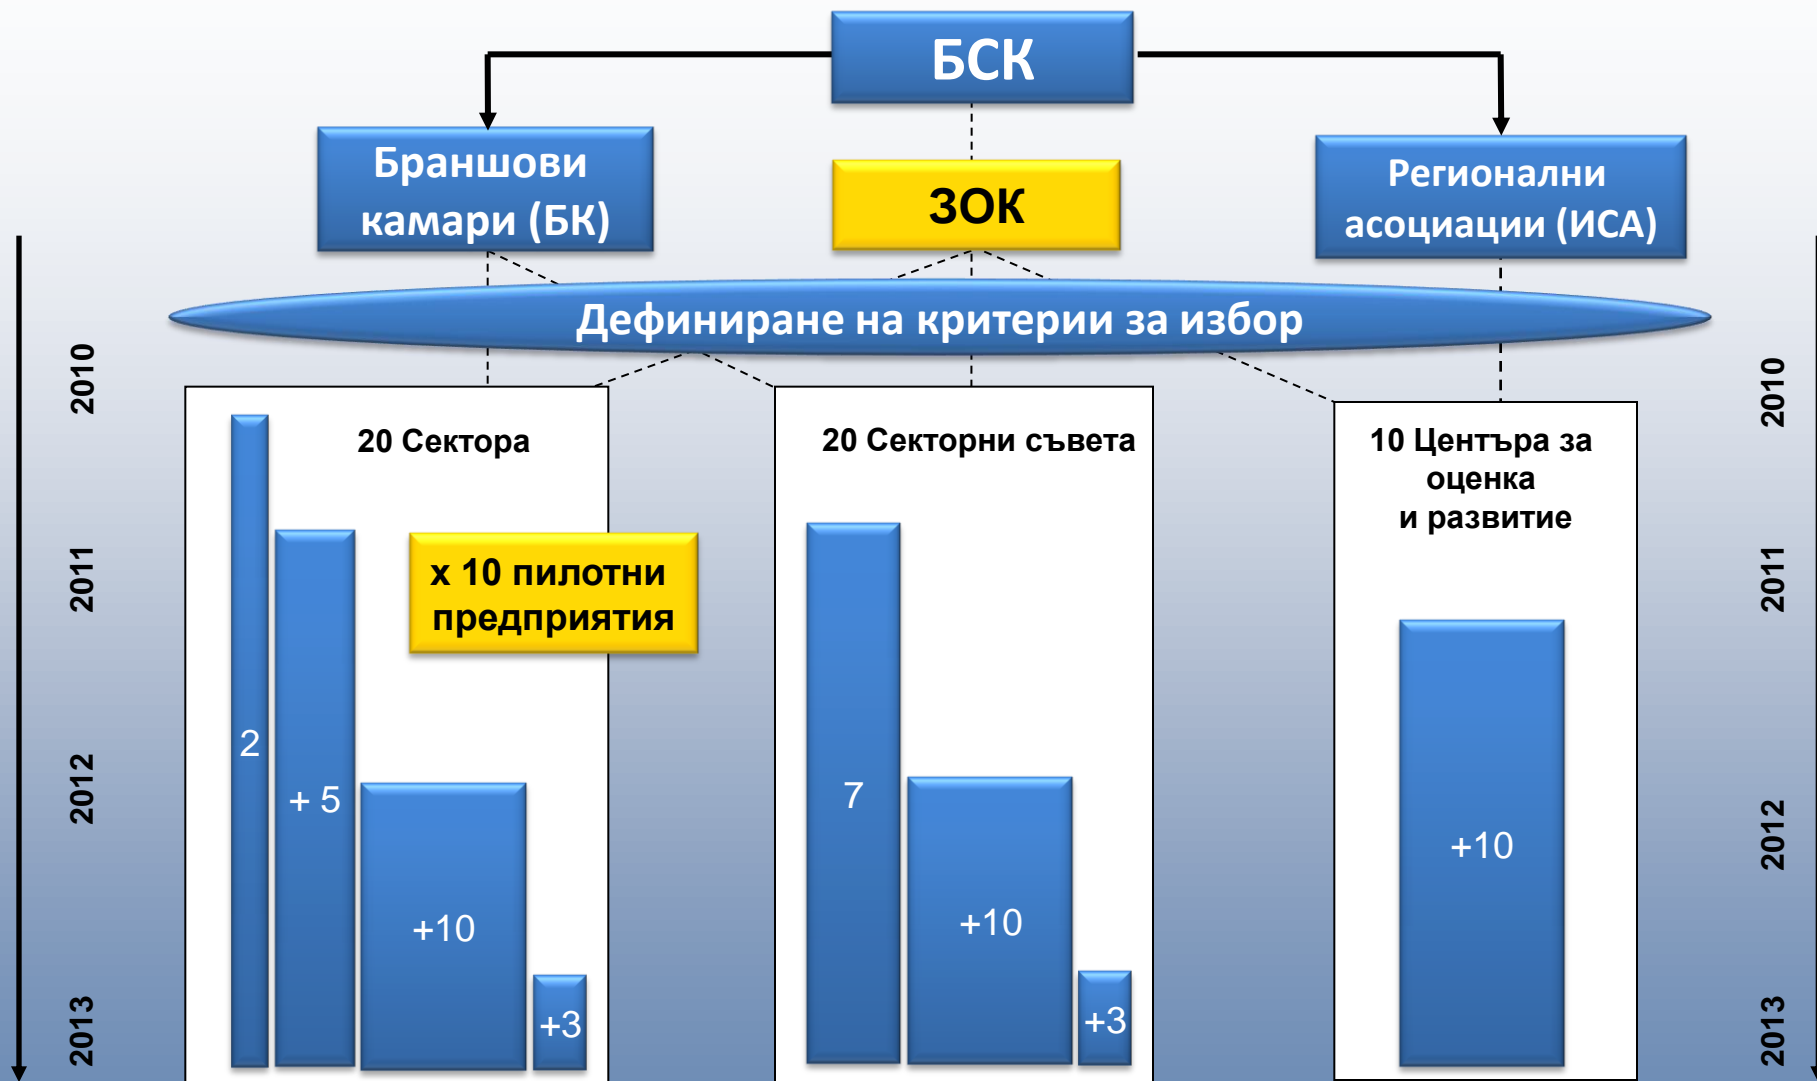 БСК
Браншови
камари (БК)
ЗОК
Регионални
асоциации (ИСА)
Дефиниране на критерии за избор
2010
2011
2012
2013
20 Сектора
х 10 пилотни
предприятия
2
+ 5
+10
+3
20 Секторни съвета
7
+10
+3
10 Центъра за
оценка
и развитие
+10
2010
2011
2012
2013